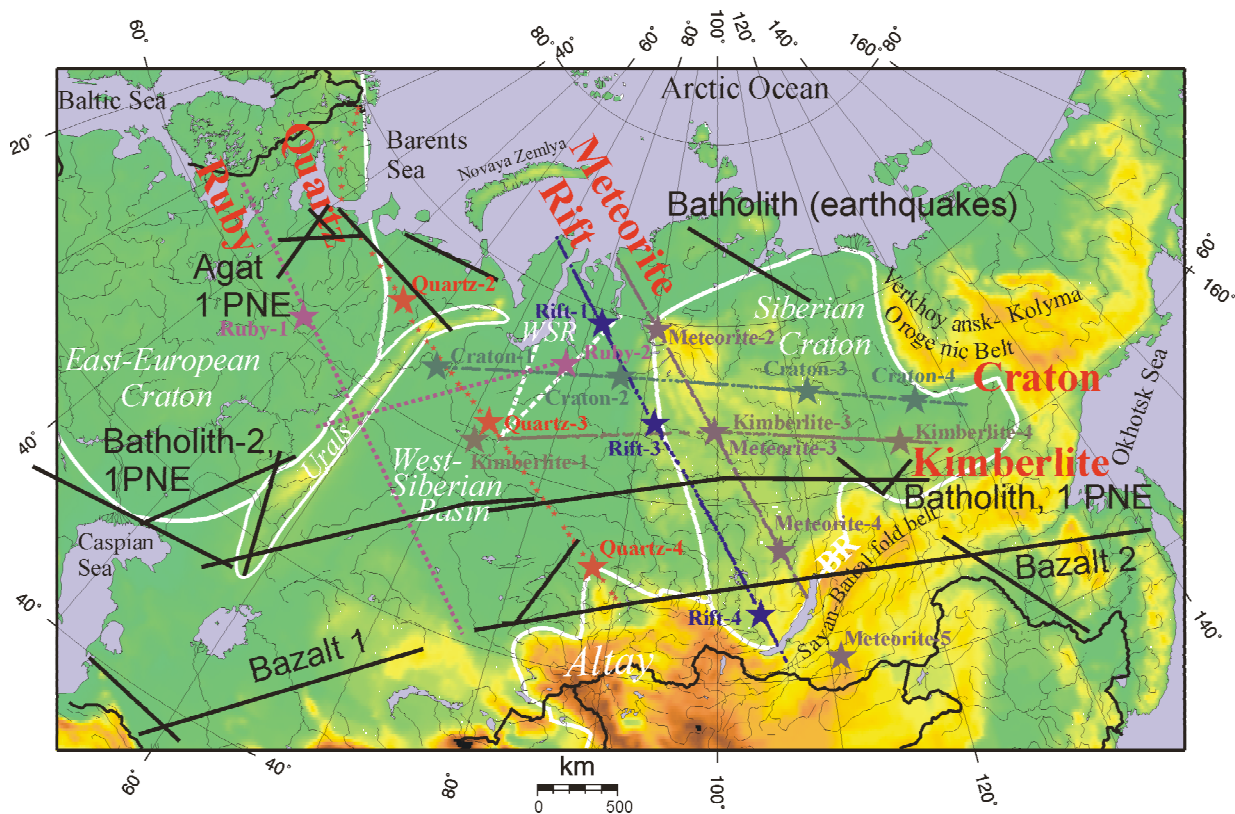 60°
80°
40°
60°
80°
100°
120°
140°
160°
80°
Baltic Sea
Arctic Ocean
20°
Barents
Sea
Novaya Zemlya
Quartz
Ruby
Meteorite
Rift
Batholith (earthquakes)
60°
160°
Agat
1 PNE
Quartz-2
Ruby-1
Rift-1
WSR
Ruby-2
Meteorite-2
Siberian
Craton
Verkhoy ansk- Kolyma
Oroge nic Belt
East-European
Craton
Craton-1
Craton-2
Craton-3
Craton-4
Craton
Okhotsk Sea
40°
Batholith-2,
1PNE
Urals
Quartz-3
Kimberlite-1
Rift-3
Kimberlite-3
Meteorite-3
Kimberlite-4
Kimberlite
West-
Siberian
Basin
Batholith, 1 PNE
Caspian
Sea
Quartz-4
Meteorite-4
BR
Sayan-Baikal fold belt
Bazalt 2
40°
Rift-4
Meteorite-5
140°
Bazalt 1
Altay
60°
40°
80°
km
0 500
100°
120°